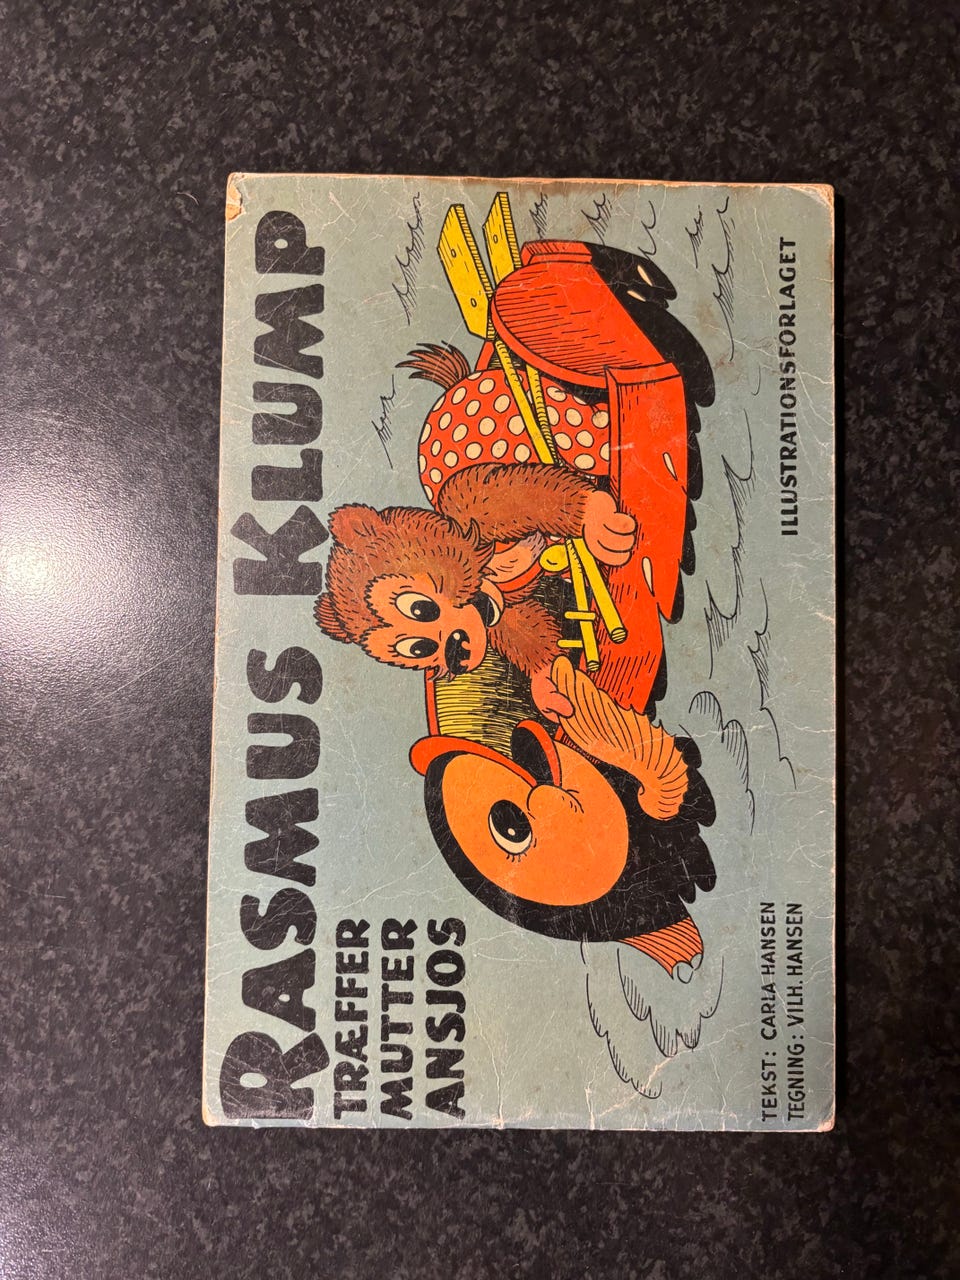 RASMUS KLUMP
TRÆFFER
MUTTER
ANSJOS
TEKST: CARLA HANSEN
TEGNING: VILH. HANSEN
ILLUSTRATIONSFORLAGET